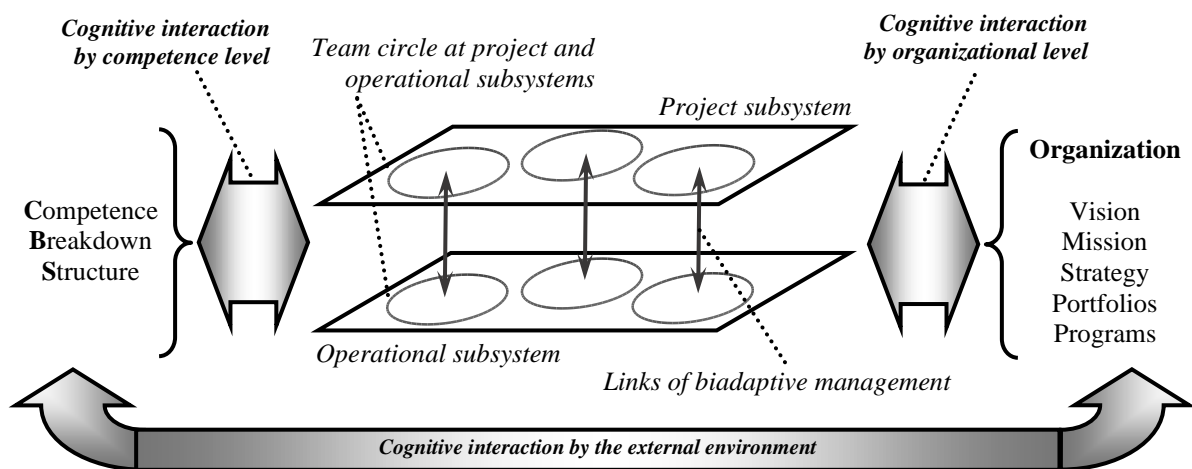 Cognitive interaction
by competence level
Team circle at project and
operational subsystems
Cognitive interaction
by organizational level
Project subsystem
Competence
Breakdown
Structure
Organization
Vision
Mission
Strategy
Portfolios
Programs
Operational subsystem
Links of biadaptive management
Cognitive interaction by the external environment